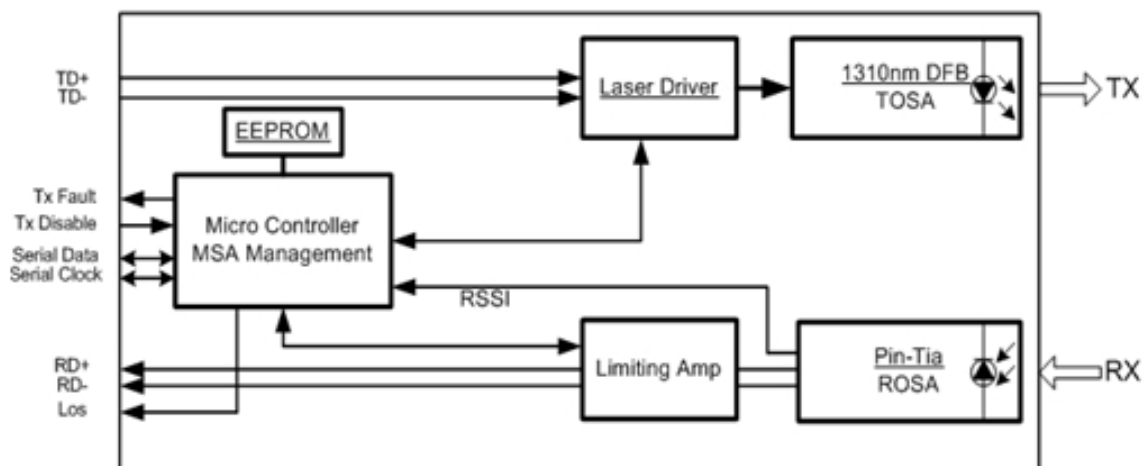 TD+
TD-
Laser Driver
1310nm DFB
TOSA
TX
EEPROM
Tx Fault
Tx Disable
Serial Data
Serial Clock
Micro Controller
MSA Management
RSSI
RD+
RD-
Los
Limiting Amp
Pin-Tia
ROSA
RX